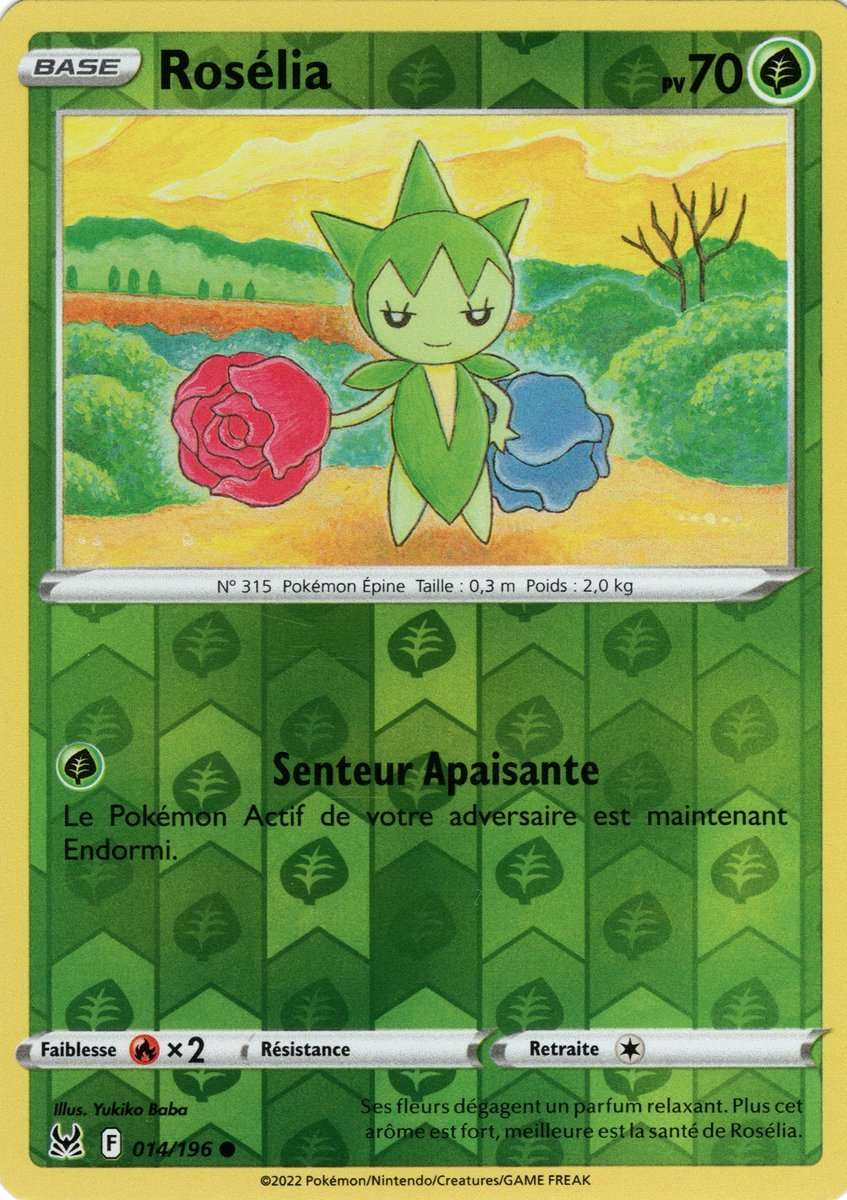 BASE Rosélia PV70
N° 315 Pokémon Épine Taille : 0,3 m Poids : 2,0 kg
Senteur Apaisante
Le Pokémon Actif de votre adversaire est maintenant
Endormi.
Faiblesse ×2 Résistance Retraite
Illus. Yukiko Baba
Ses fleurs dégagent un parfum relaxant. Plus cet
arôme est fort, meilleure est la santé de Rosélia.
F 014/196
©2022 Pokémon/Nintendo/Creatures/GAME FREAK